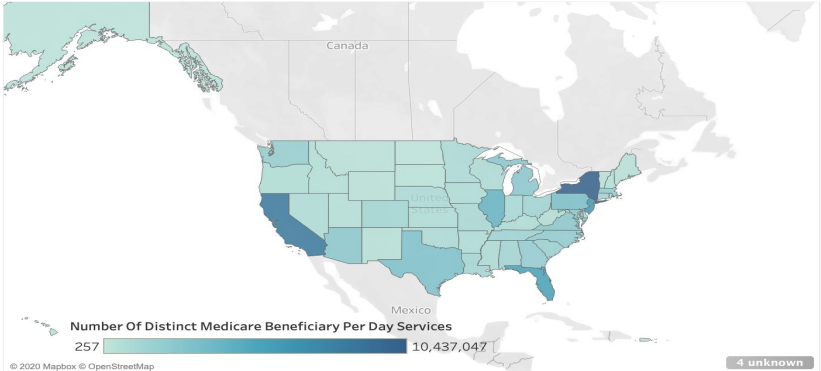 Canada
United
States
Mexico
Number Of Distinct Medicare Beneficiary Per Day Services
257
10,437,047
© 2020 Mapbox © OpenStreetMap
4 unknown